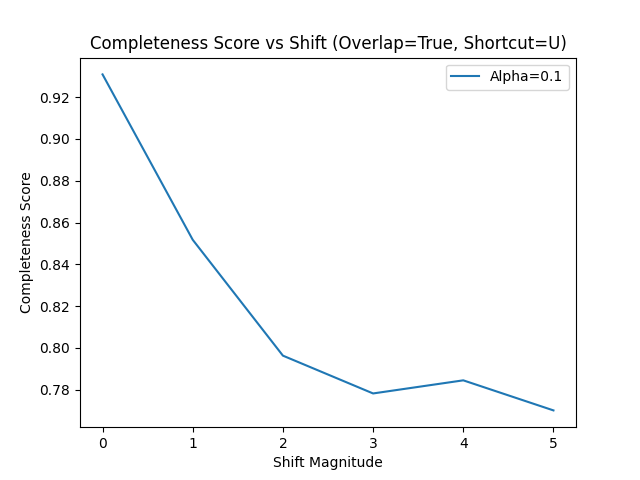 Completeness Score vs Shift (Overlap=True, Shortcut=U)
Alpha=0.1
Completeness Score
0.92
0.90
0.88
0.86
0.84
0.82
0.80
0.78
0 1 2 3 4 5
Shift Magnitude